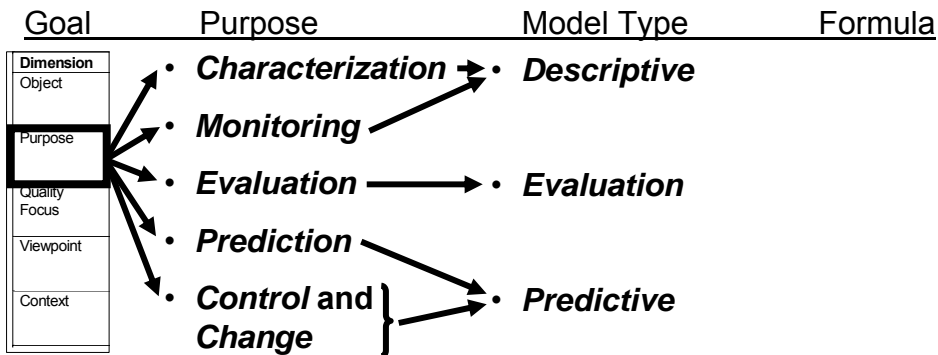 Goal Purpose Model Type Formula
Dimension
Object
Purpose
Quality
Focus
Viewpoint
Context
• Characterization
• Monitoring
• Evaluation
• Prediction
• Control and
Change
• Descriptive
• Evaluation
• Predictive